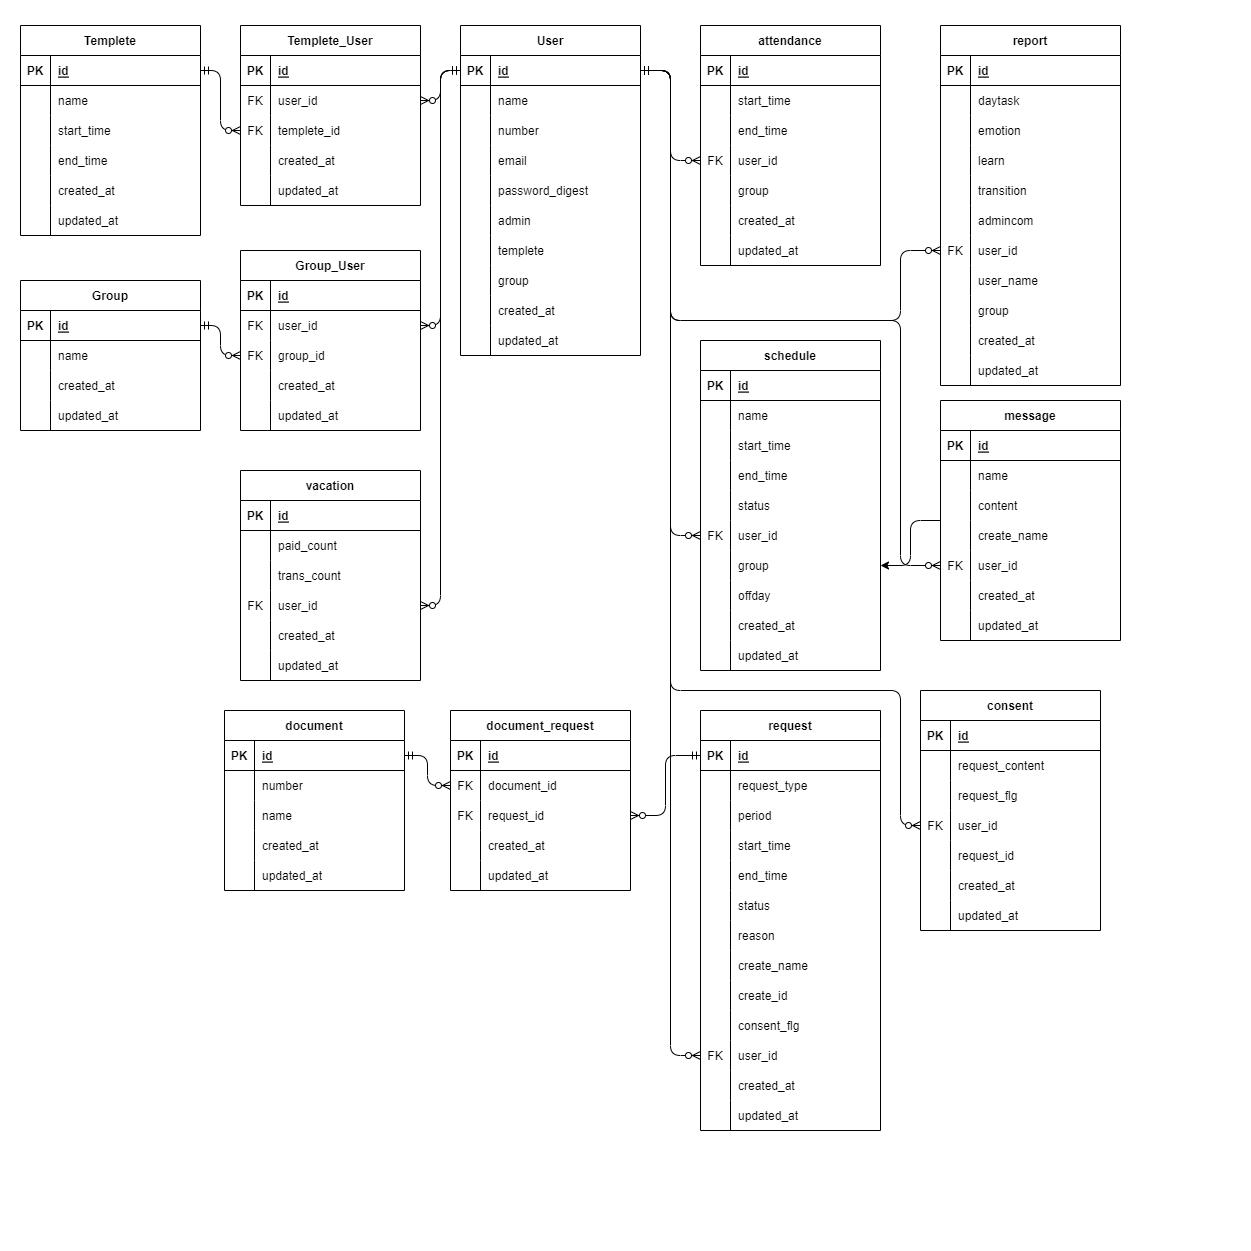 Templete
PK id
name
start_time
end_time
created_at
updated_at
Templete_User
PK id
FK user_id
FK templete_id
created_at
updated_at
User
PK id
name
number
email
password_digest
admin
templete
group
created_at
updated_at
attendance
PK id
start_time
end_time
FK user_id
group
created_at
updated_at
report
PK id
daytask
emotion
learn
transition
admincom
FK user_id
user_name
group
created_at
updated_at
Group
PK id
name
created_at
updated_at
Group_User
PK id
FK user_id
FK group_id
created_at
updated_at
schedule
PK id
name
start_time
end_time
status
FK user_id
group
offday
created_at
updated_at
message
PK id
name
content
create_name
FK user_id
created_at
updated_at
vacation
PK id
paid_count
trans_count
FK user_id
created_at
updated_at
document
PK id
number
name
created_at
updated_at
document_request
PK id
FK document_id
FK request_id
created_at
updated_at
request
PK id
request_type
period
start_time
end_time
status
reason
create_name
create_id
consent_flg
FK user_id
created_at
updated_at
consent
PK id
request_content
request_flg
FK user_id
request_id
created_at
updated_at